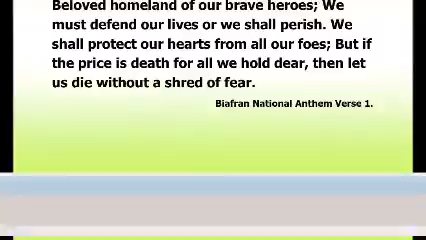 Beloved homeland of our brave heroes; We
must defend our lives or we shall perish. We
shall protect our hearts from all our foes; But if
the price is death for all we hold dear, then let
us die without a shred of fear.
Biafran National Anthem Verse 1.